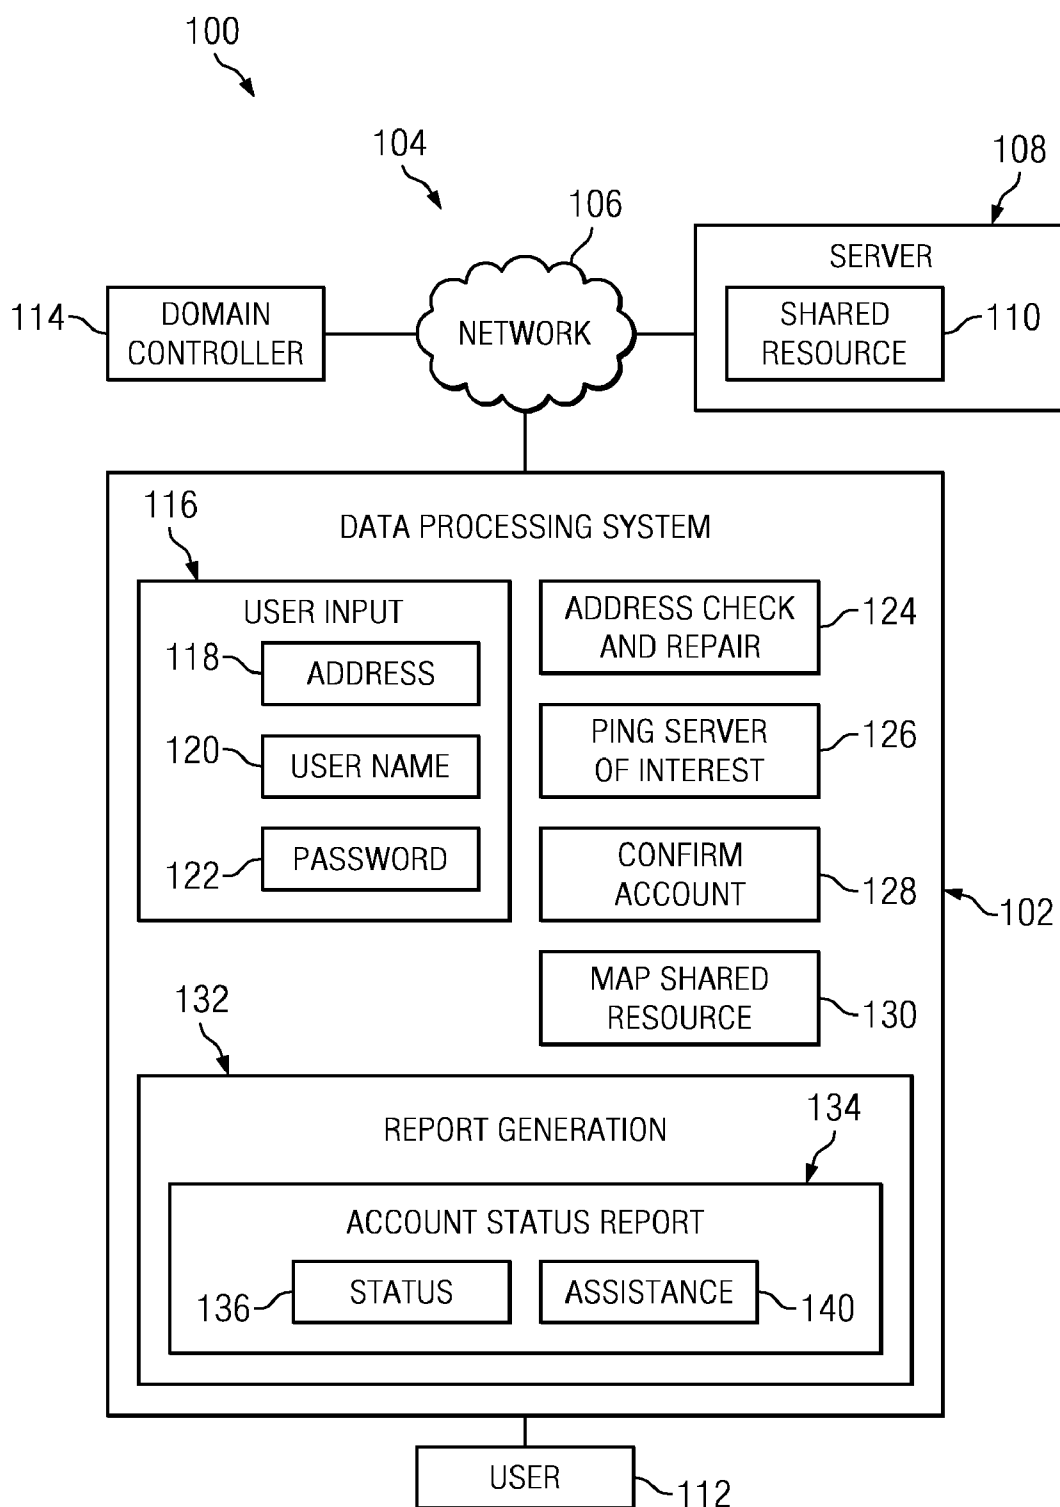 100
104
106
108
SERVER
114
DOMAIN
CONTROLLER
NETWORK
SHARED
RESOURCE
110
116
DATA PROCESSING SYSTEM
USER INPUT
118
ADDRESS
120
USER NAME
122
PASSWORD
ADDRESS CHECK
AND REPAIR
124
PING SERVER
OF INTEREST
126
CONFIRM
ACCOUNT
128
102
MAP SHARED
RESOURCE
130
132
REPORT GENERATION
134
ACCOUNT STATUS REPORT
136
STATUS
ASSISTANCE
140
USER
112